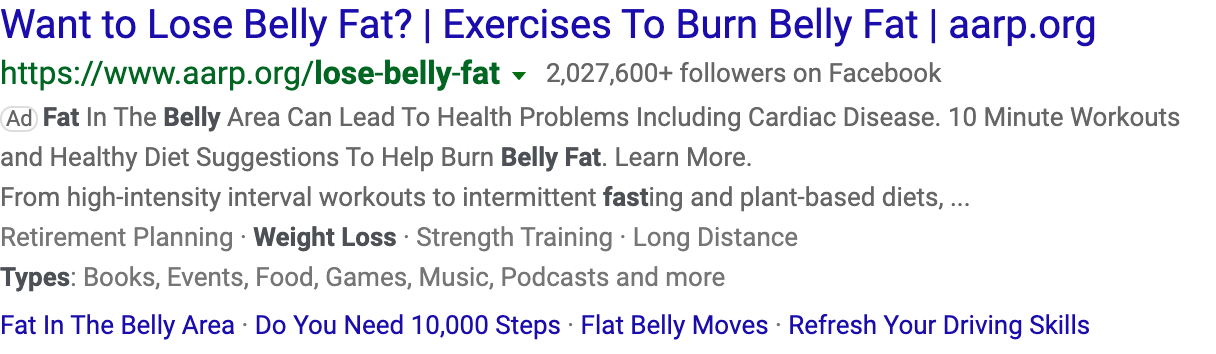 Want to Lose Belly Fat? | Exercises To Burn Belly Fat | aarp.org
https://www.aarp.org/lose-belly-fat 2,027,600+ followers on Facebook
Ad Fat In The Belly Area Can Lead To Health Problems Including Cardiac Disease. 10 Minute Workouts
and Healthy Diet Suggestions To Help Burn Belly Fat. Learn More.
From high-intensity interval workouts to intermittent fasting and plant-based diets, ...
Retirement Planning · Weight Loss · Strength Training · Long Distance
Types: Books, Events, Food, Games, Music, Podcasts and more
Fat In The Belly Area · Do You Need 10,000 Steps · Flat Belly Moves · Refresh Your Driving Skills